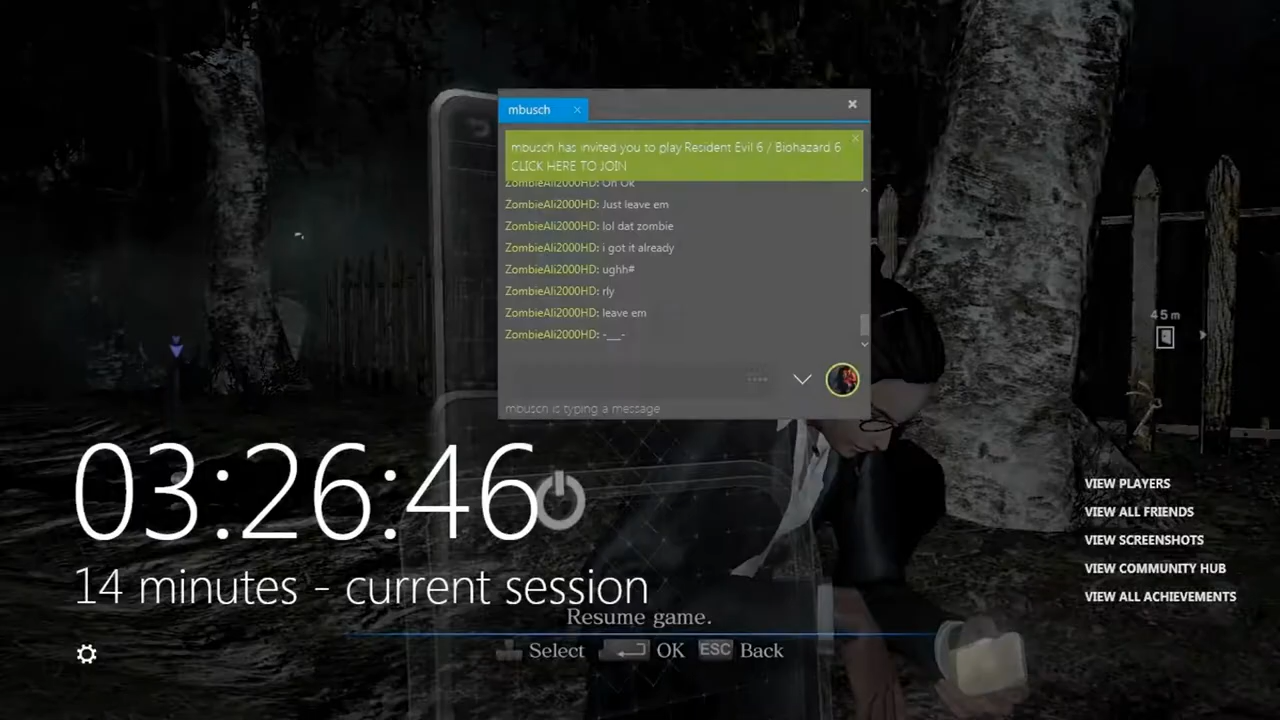 mbusch
mbusch has invited you to play Resident Evil 6 / Biohazard 6
CLICK HERE TO JOIN
ZombieAli2000HD: Oh Ok
ZombieAli2000HD: Just leave em
ZombieAli2000HD: lol dat zombie
ZombieAli2000HD: i got it already
ZombieAli2000HD: ughh#
ZombieAli2000HD: rly
ZombieAli2000HD: leave em
ZombieAli2000HD: -___-
mbusch is typing a message
45m
03:26:46
14 minutes - current session
VIEW PLAYERS
VIEW ALL FRIENDS
VIEW SCREENSHOTS
VIEW COMMUNITY HUB
VIEW ALL ACHIEVEMENTS
Resume game.
Select OK ESC Back